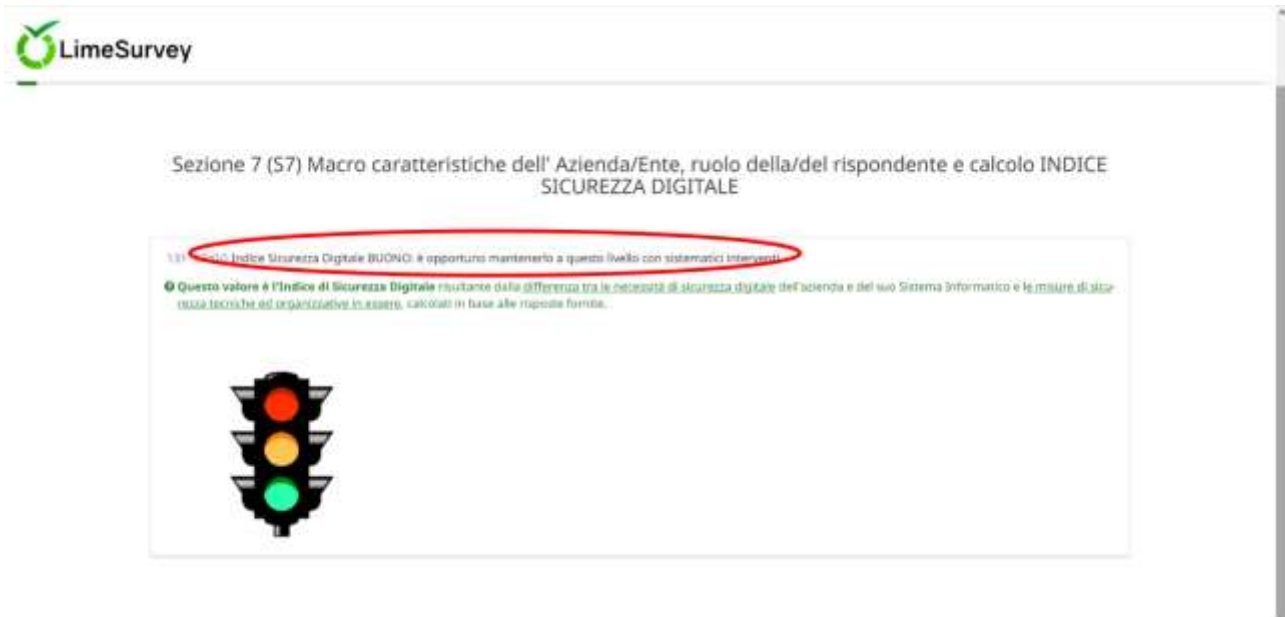 LimeSurvey
Sezione 7 (S7) Macro caratteristiche dell' Azienda/Ente, ruolo della/del rispondente e calcolo INDICE
SICUREZZA DIGITALE
Indice Sicurezza Digitale BUONO: è opportuno mantenerlo a questo livello con sistematici interventi
Questo valore è l'Indice di Sicurezza Digitale risultante dalla differenza tra le necessità di sicurezza digitale dell'azienda e del suo Sistema Informatico e le misure di sicu-
rezza tecniche ed organizzative in essere, calcolati in base alle risposte fornite.